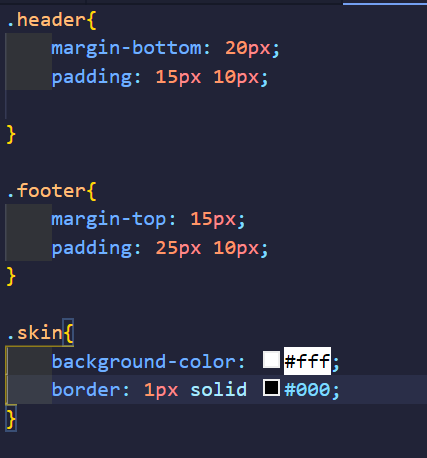 .header{
    margin-bottom: 20px;
    padding: 15px 10px;

}

.footer{
    margin-top: 15px;
    padding: 25px 10px;
}

.skin{
    background-color: #fff;
    border: 1px solid #000;
}